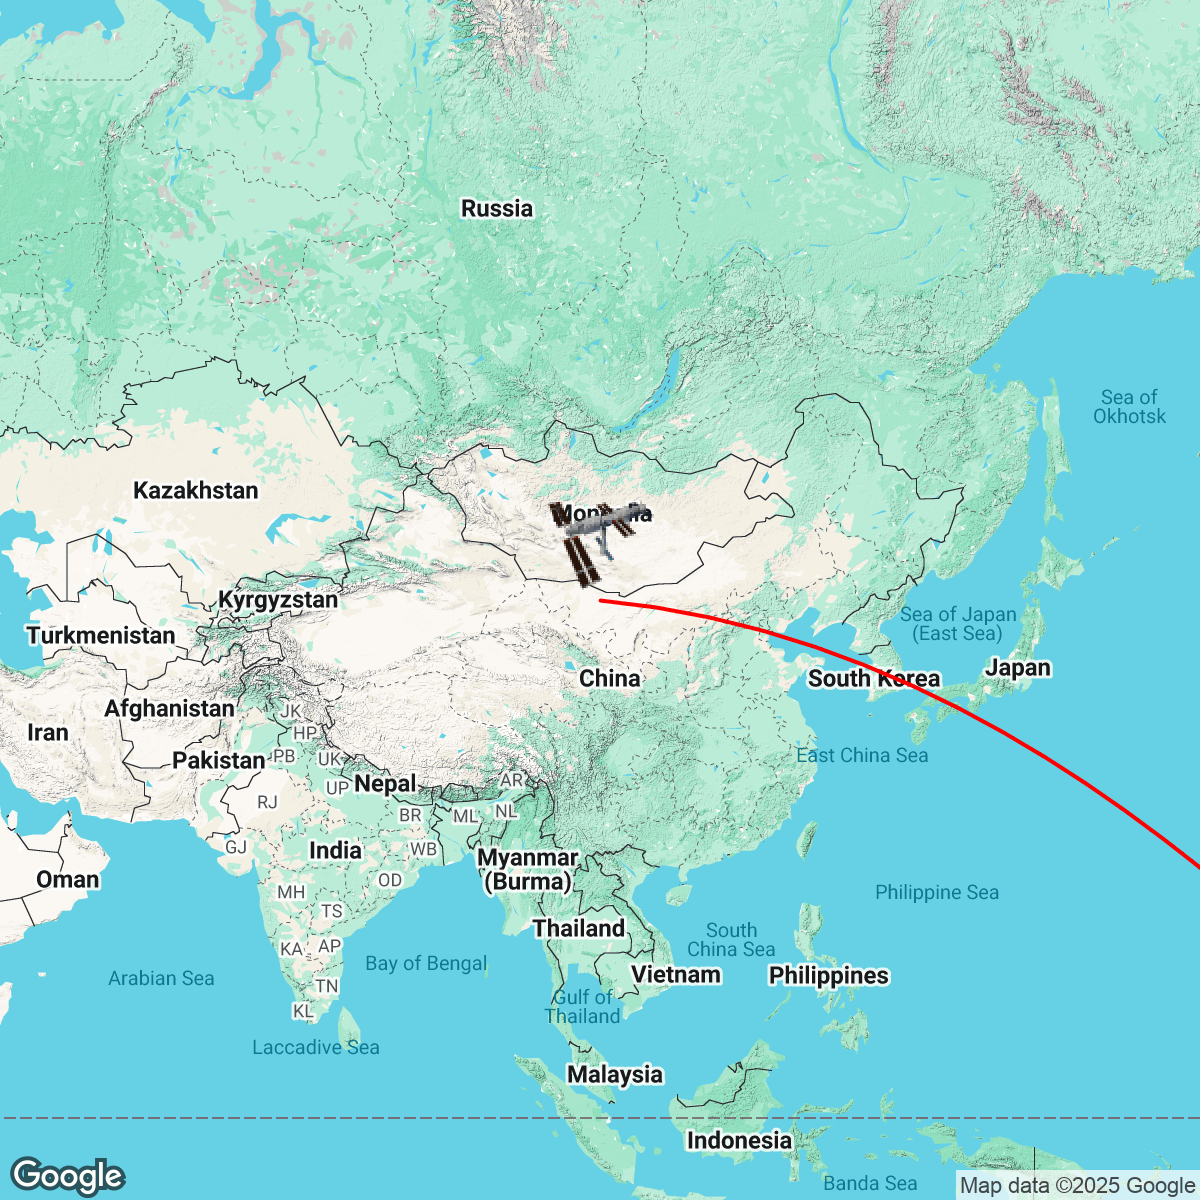 Russia
Sea of
Okhotsk
Kazakhstan
Mongolia
Kyrgyzstan
Sea of Japan
(East Sea)
Turkmenistan
Japan
China
South Korea
Afghanistan
JK
HP
Iran
Pakistan
PB
UK
East China Sea
Nepal
UP
AR
RJ
BR
ML
NL
GJ
India
WB
Myanmar
(Burma)
Oman
OD
MH
Philippine Sea
TS
Thailand
South
China Sea
KA
AP
Bay of Bengal
Arabian Sea
Vietnam
Philippines
TN
Gulf of
Thailand
KL
Laccadive Sea
Malaysia
Indonesia
Banda Sea
Google
Map data ©2025 Google